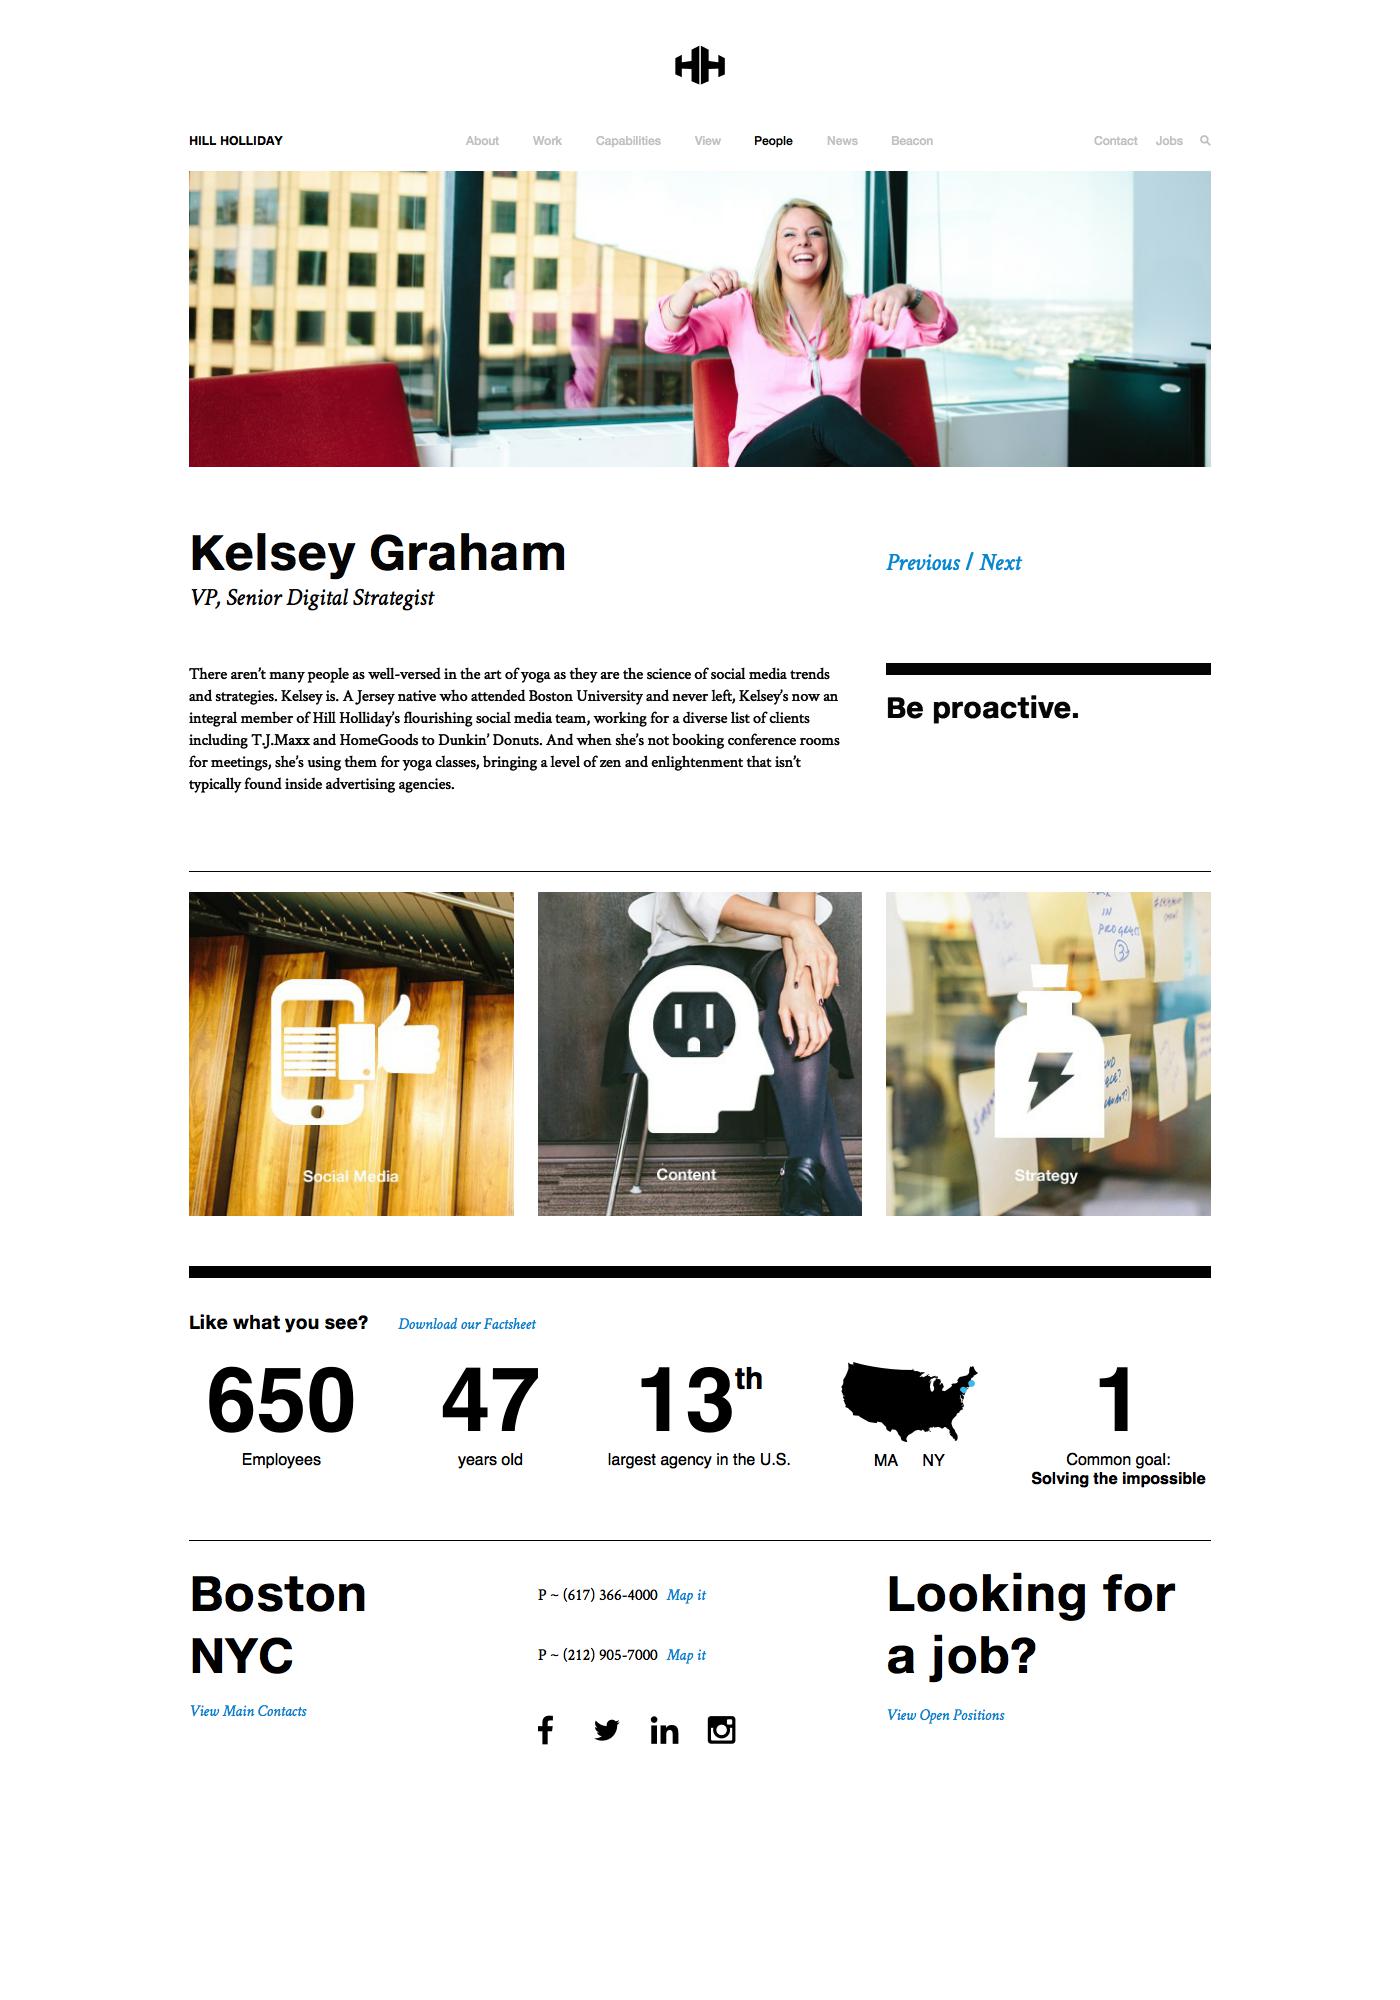 HILL HOLLIDAY About Work Capabilities View People News Beacon Contact Jobs
Kelsey Graham
Previous / Next
VP, Senior Digital Strategist
There aren’t many people as well-versed in the art of yoga as they are the science of social media trends
and strategies. Kelsey is. A Jersey native who attended Boston University and never left, Kelsey’s now an
integral member of Hill Holliday’s flourishing social media team, working for a diverse list of clients
including T.J.Maxx and HomeGoods to Dunkin’ Donuts. And when she’s not booking conference rooms
for meetings, she’s using them for yoga classes, bringing a level of zen and enlightenment that isn’t
typically found inside advertising agencies.
Be proactive.
IN
PROGRESS
3
Social Media
Content
Strategy
Like what you see? Download our Factsheet
650
Employees
47
years old
13th
largest agency in the U.S.
MA NY
1
Common goal:
Solving the impossible
Boston
P ~ (617) 366-4000 Map it
NYC
P ~ (212) 905-7000 Map it
View Main Contacts
Looking for
a job?
View Open Positions